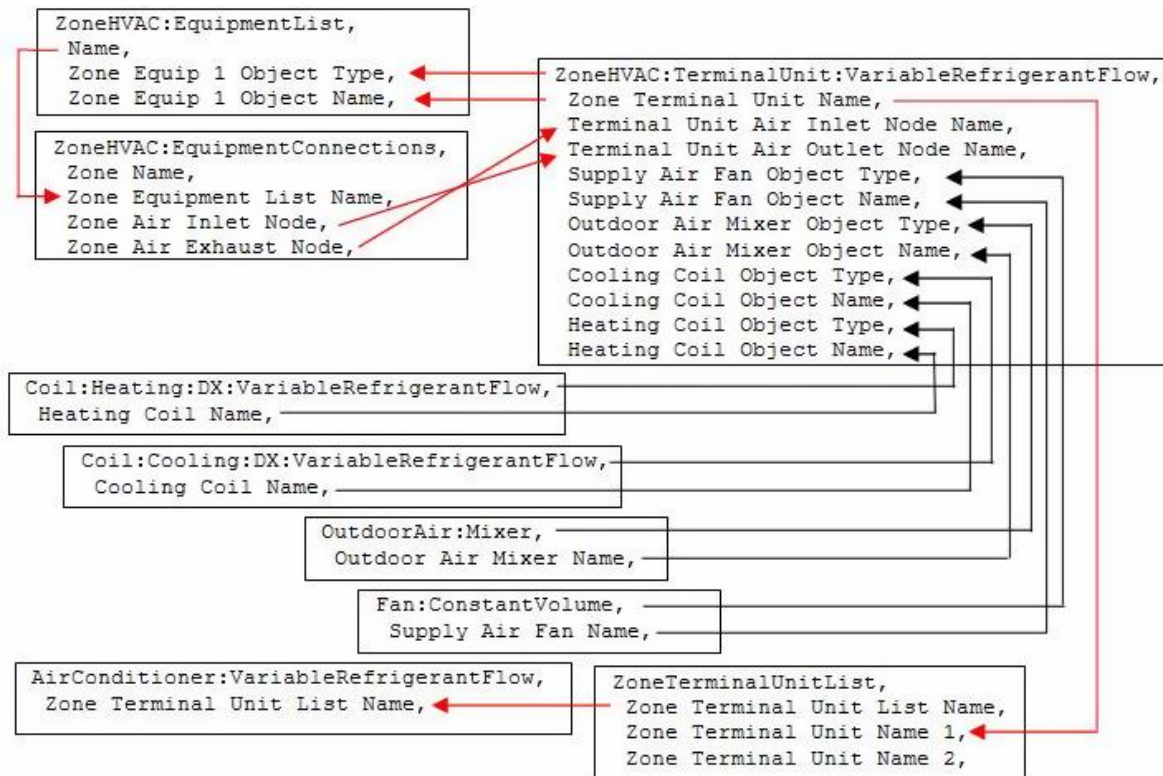 ZoneHVAC:EquipmentList,
Name,
Zone Equip 1 Object Type,
Zone Equip 1 Object Name,
ZoneHVAC:EquipmentConnections,
Zone Name,
Zone Equipment List Name,
Zone Air Inlet Node,
Zone Air Exhaust Node,
ZoneHVAC:TerminalUnit:VariableRefrigerantFlow,
Zone Terminal Unit Name,
Terminal Unit Air Inlet Node Name,
Terminal Unit Air Outlet Node Name,
Supply Air Fan Object Type,
Supply Air Fan Object Name,
Outdoor Air Mixer Object Type,
Outdoor Air Mixer Object Name,
Cooling Coil Object Type,
Cooling Coil Object Name,
Heating Coil Object Type,
Heating Coil Object Name,
Coil:Heating:DX:VariableRefrigerantFlow,
Heating Coil Name,
Coil:Cooling:DX:VariableRefrigerantFlow,
Cooling Coil Name,
OutdoorAir:Mixer,
Outdoor Air Mixer Name,
Fan:ConstantVolume,
Supply Air Fan Name,
AirConditioner:VariableRefrigerantFlow,
Zone Terminal Unit List Name,
ZoneTerminalUnitList,
Zone Terminal Unit List Name,
Zone Terminal Unit Name 1,
Zone Terminal Unit Name 2,